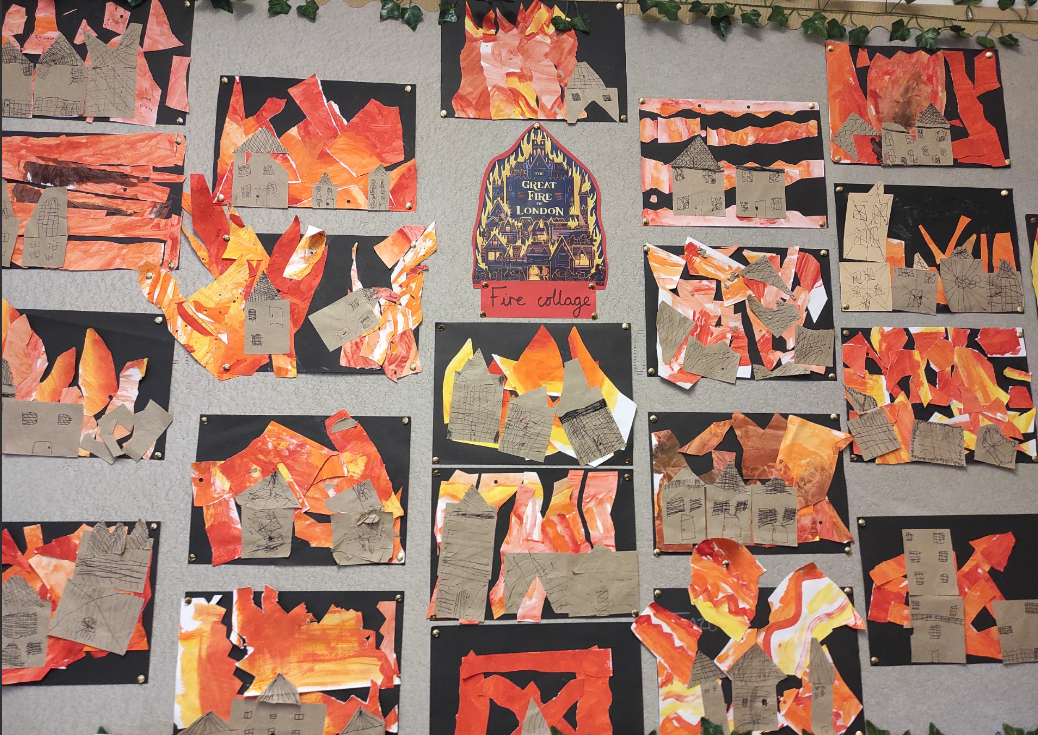 THE
GREAT
FIRE
OF
LONDON
Fire collage